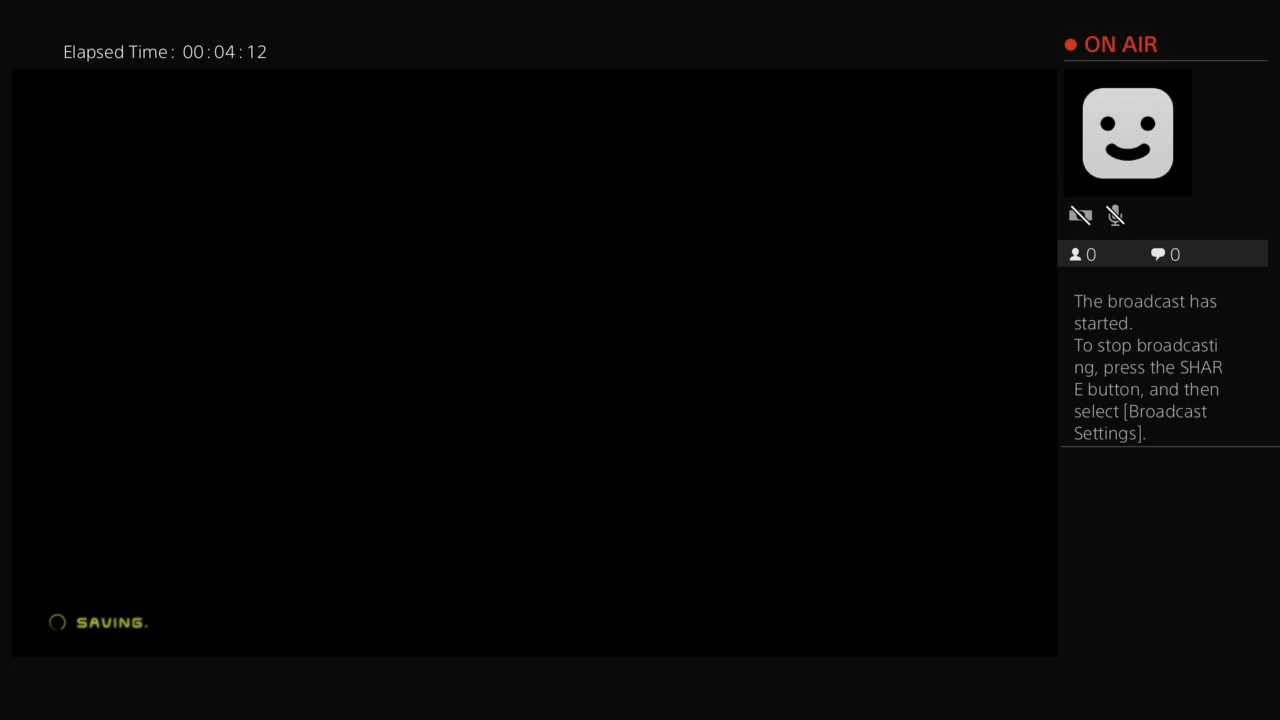 Elapsed Time: 00:04:12
ON AIR
0 0
The broadcast has
started.
To stop broadcasti
ng, press the SHAR
E button, and then
select [Broadcast
Settings].
SAVING.